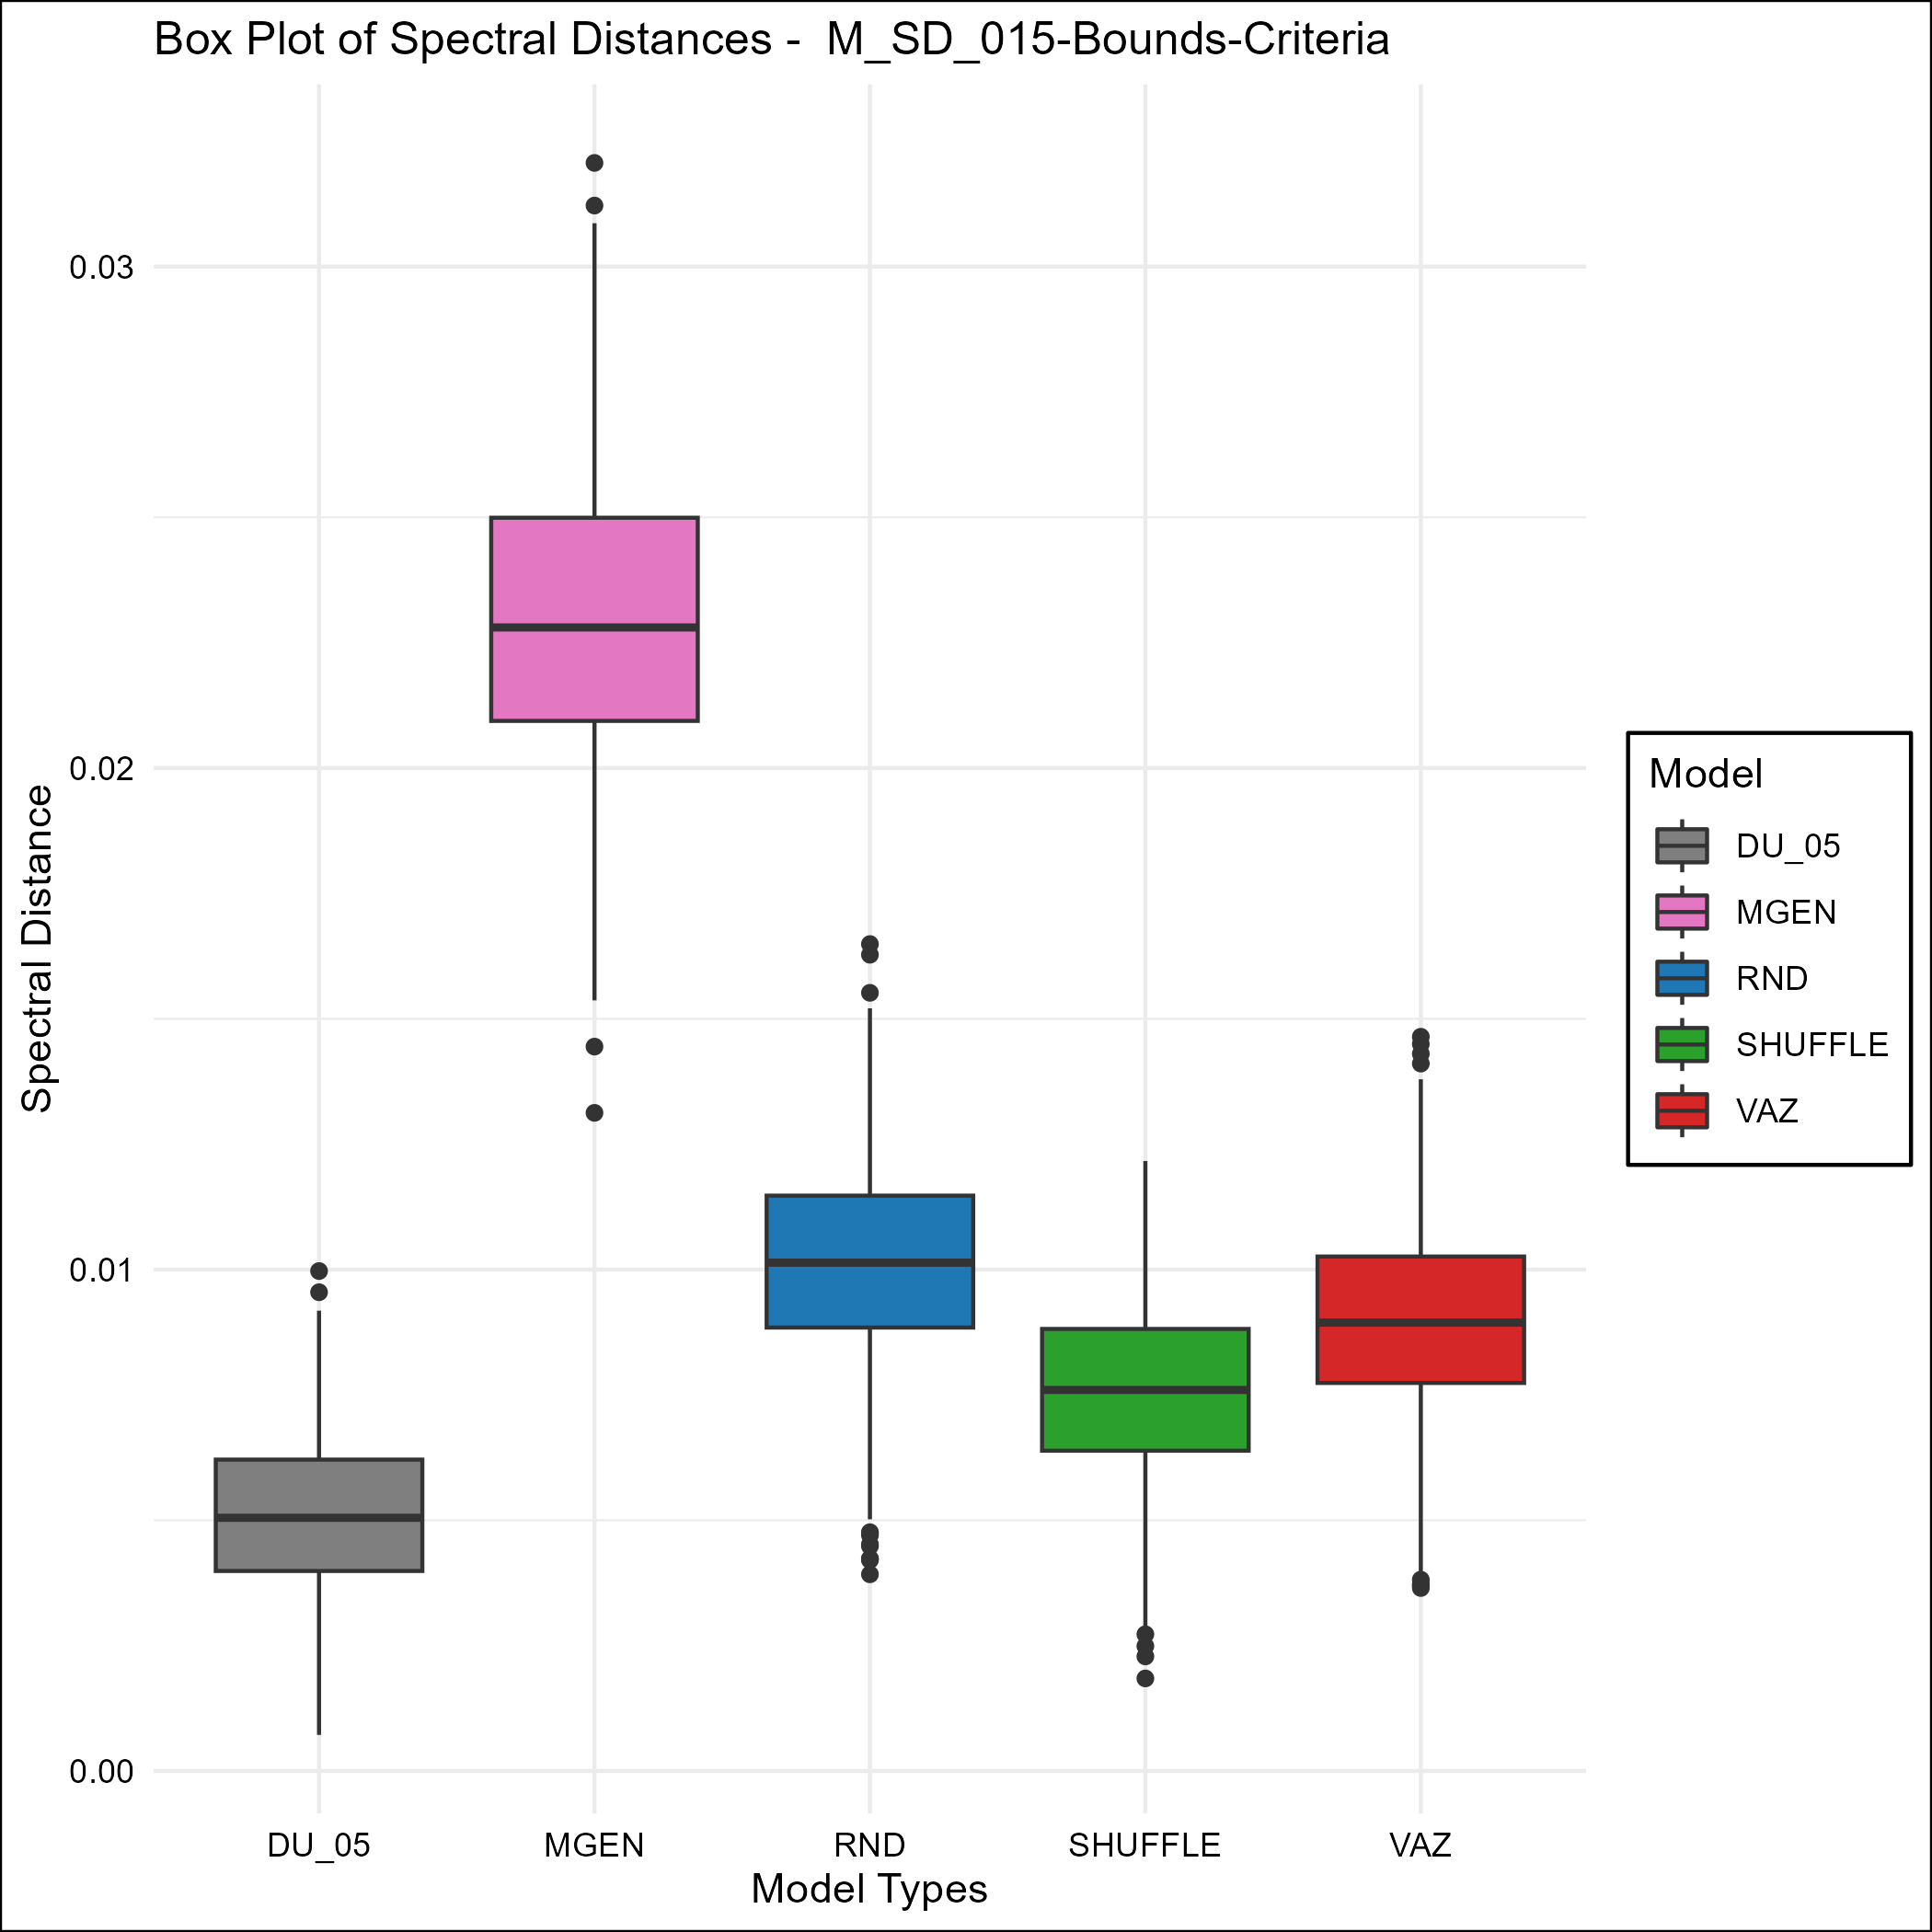 Box Plot of Spectral Distances -  M_SD_015-Bounds-Criteria
0.03
0.02
0.01
0.00
Spectral Distance
DU_05
MGEN
RND
SHUFFLE
VAZ
Model Types
Model
DU_05
MGEN
RND
SHUFFLE
VAZ